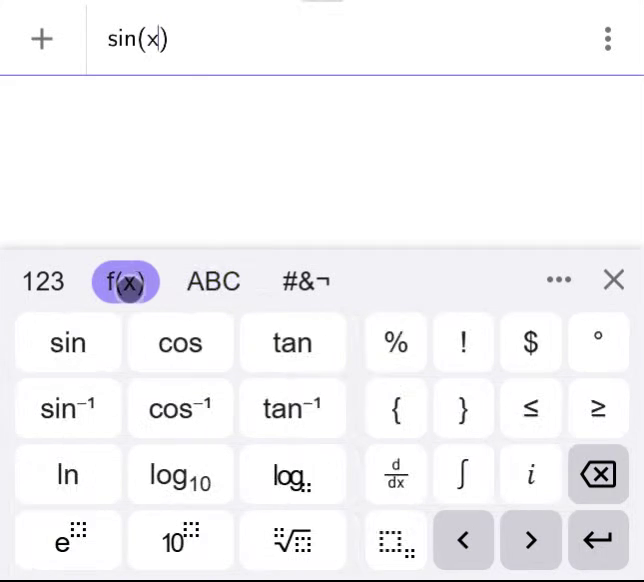 + sin(x)
123 f(x) ABC #&¬ ... ×
sin cos tan % ! $ °
sin⁻¹ cos⁻¹ tan⁻¹ { } ≤ ≥
ln log₁₀ log d/dx ∫ i
e 10 √ < >